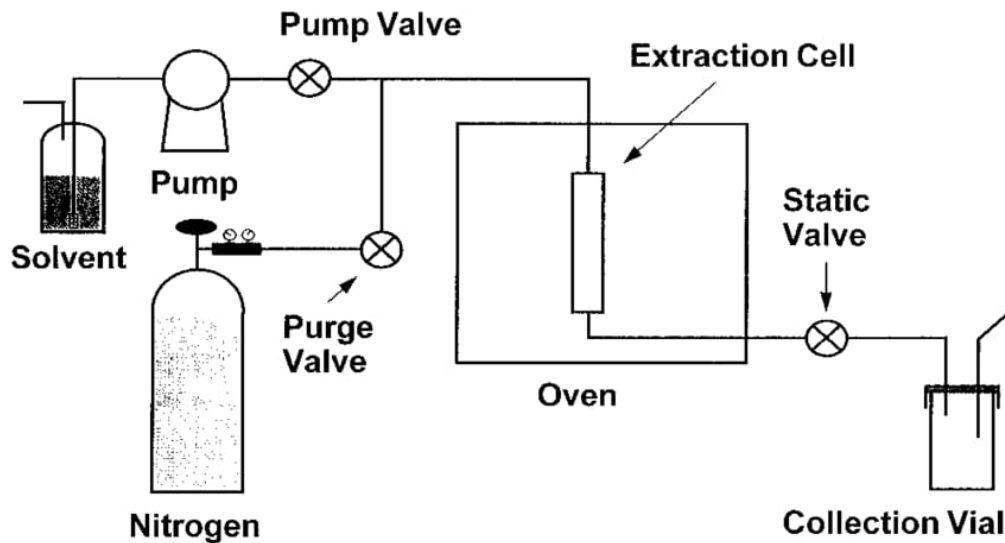 Pump Valve
Extraction Cell
Pump
Solvent
Static
Valve
Purge
Valve
Oven
Nitrogen
Collection Vial